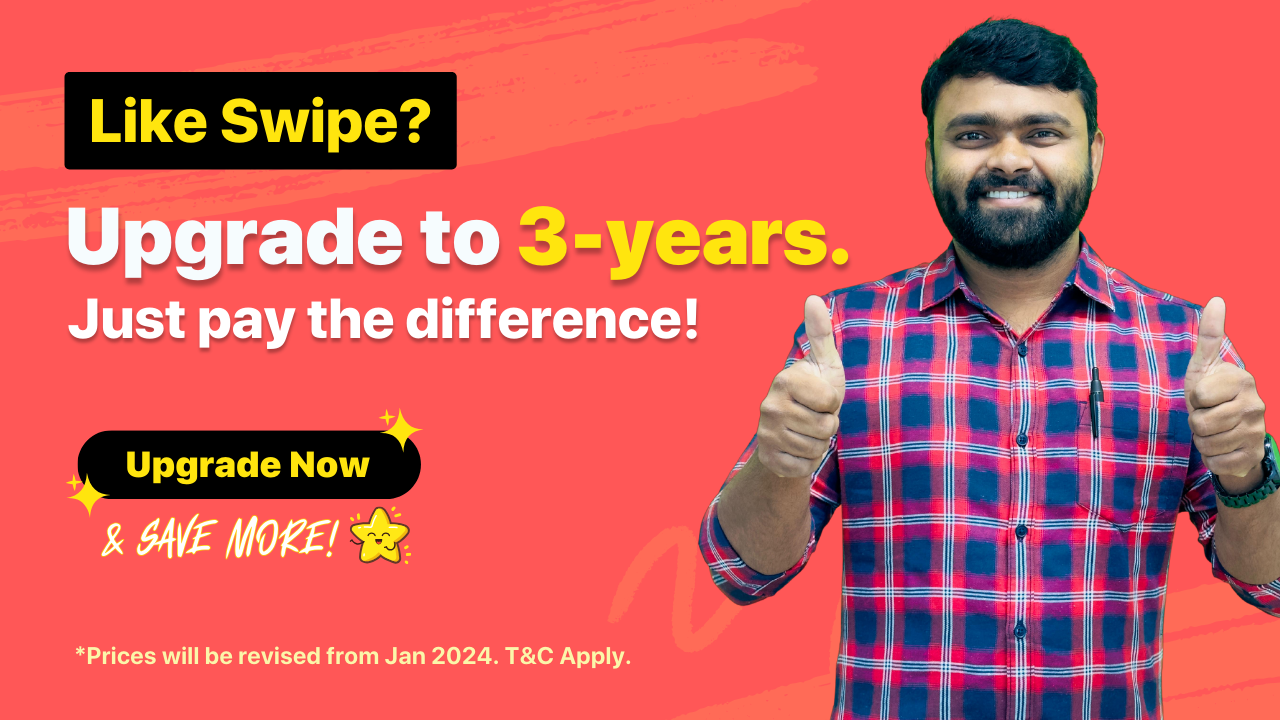 Like Swipe?
Upgrade to 3-years.
Just pay the difference!
Upgrade Now
& SAVE MORE!
*Prices will be revised from Jan 2024. T&C Apply.